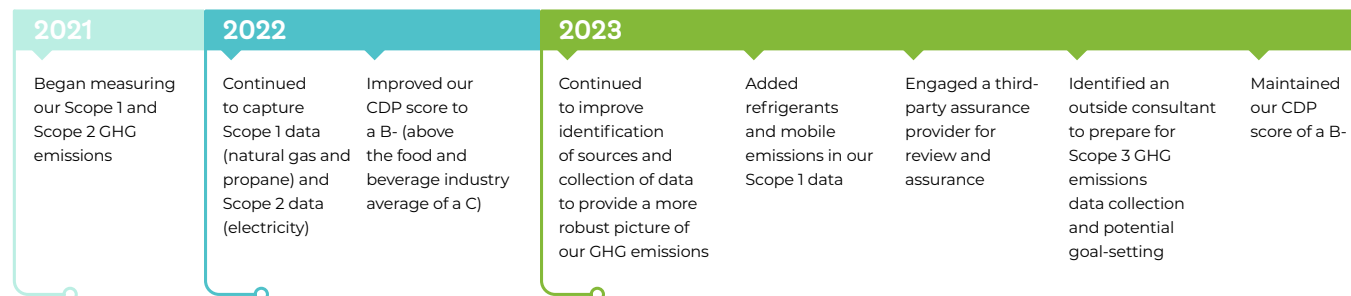 2021
Began measuring
our Scope 1 and
Scope 2 GHG
emissions
2022
Continued
to capture
Scope 1 data
(natural gas and
propane) and
Scope 2 data
(electricity)
Improved our
CDP score to
a B- (above
the food and
beverage industry
average of a C)
2023
Continued
to improve
identification
of sources and
collection of data
to provide a more
robust picture of
our GHG emissions
Added
refrigerants
and mobile
emissions in our
Scope 1 data
Engaged a third-
party assurance
provider for
review and
assurance
Identified an
outside consultant
to prepare for
Scope 3 GHG
emissions
data collection
and potential
goal-setting
Maintained
our CDP
score of a B-